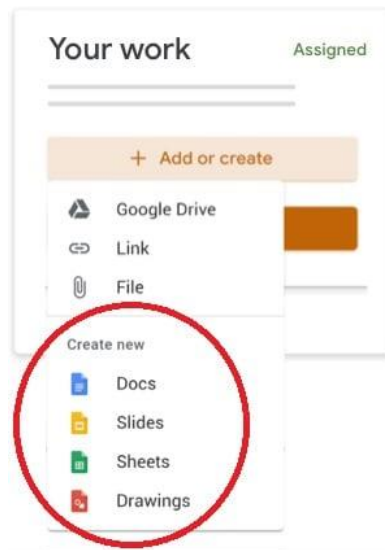 Your work Assigned
+ Add or create
Google Drive
Link
File
Create new
Docs
Slides
Sheets
Drawings